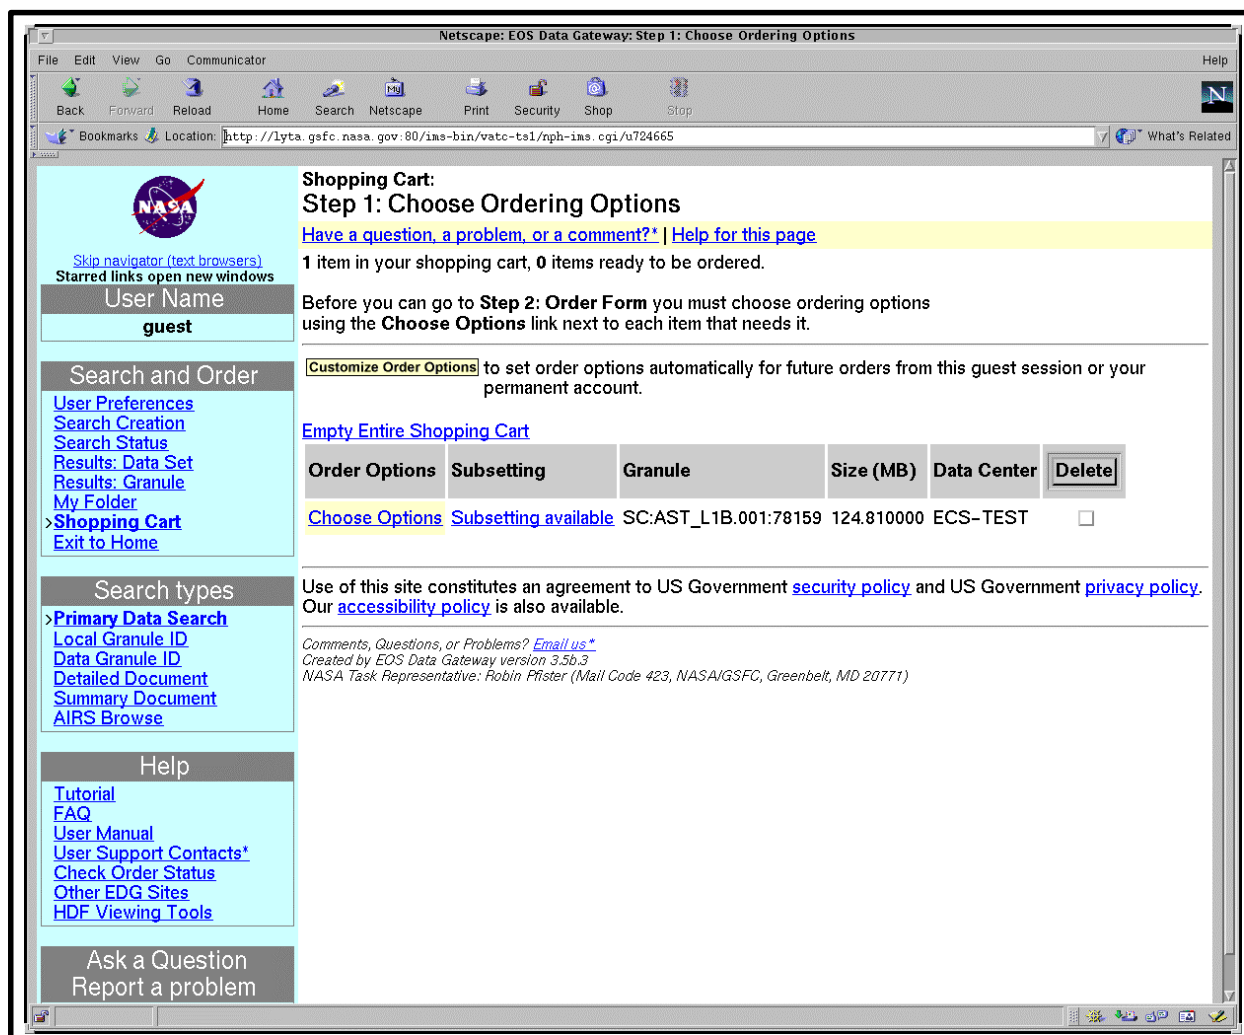 Netscape: EOS Data Gateway: Step 1: Choose Ordering Options
File Edit View Go Communicator Help
Back Forward Reload Home Search Netscape Print Security Shop Stop
Bookmarks Location: http://lyta.gsfc.nasa.gov:80/ims-bin/vatc-ts1/nph-ims.cgi/u724665 What's Related
NASA
Skip navigator (text browsers)
Starred links open new windows
User Name
guest
Search and Order
User Preferences
Search Creation
Search Status
Results: Data Set
Results: Granule
My Folder
>Shopping Cart
Exit to Home
Search types
>Primary Data Search
Local Granule ID
Data Granule ID
Detailed Document
Summary Document
AIRS Browse
Help
Tutorial
FAQ
User Manual
User Support Contacts*
Check Order Status
Other EDG Sites
HDF Viewing Tools
Ask a Question
Report a problem
Shopping Cart:
Step 1: Choose Ordering Options
Have a question, a problem, or a comment?* | Help for this page
1 item in your shopping cart, 0 items ready to be ordered.
Before you can go to Step 2: Order Form you must choose ordering options
using the Choose Options link next to each item that needs it.
Customize Order Options to set order options automatically for future orders from this guest session or your
permanent account.
Empty Entire Shopping Cart
Order Options Subsetting Granule Size (MB) Data Center Delete
Choose Options Subsetting available SC:AST_L1B.001:78159 124.810000 ECS-TEST
Use of this site constitutes an agreement to US Government security policy and US Government privacy policy.
Our accessibility policy is also available.
Comments, Questions, or Problems? Email us*
Created by EOS Data Gateway version 3.5b.3
NASA Task Representative: Robin Pfister (Mail Code 423, NASA/GSFC, Greenbelt, MD 20771)